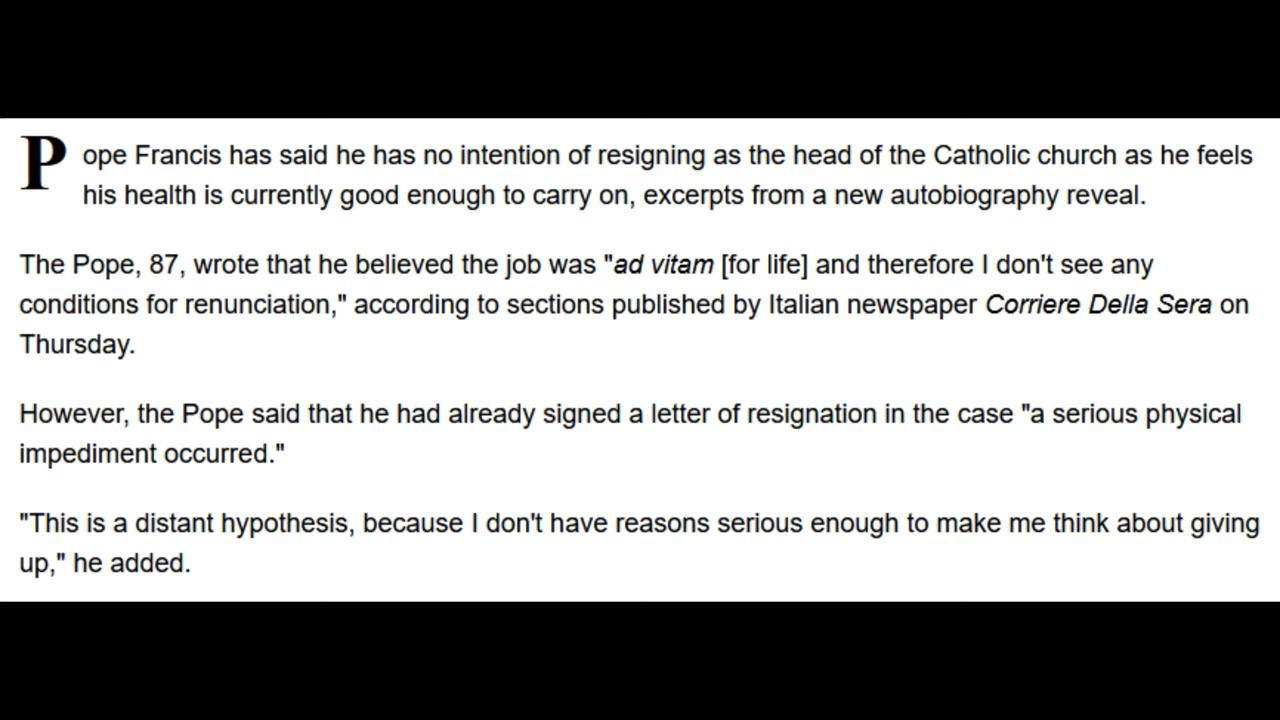 Pope Francis has said he has no intention of resigning as the head of the Catholic church as he feels
his health is currently good enough to carry on, excerpts from a new autobiography reveal.
The Pope, 87, wrote that he believed the job was "ad vitam [for life] and therefore I don't see any
conditions for renunciation," according to sections published by Italian newspaper Corriere Della Sera on
Thursday.
However, the Pope said that he had already signed a letter of resignation in the case "a serious physical
impediment occurred."
"This is a distant hypothesis, because I don't have reasons serious enough to make me think about giving
up," he added.